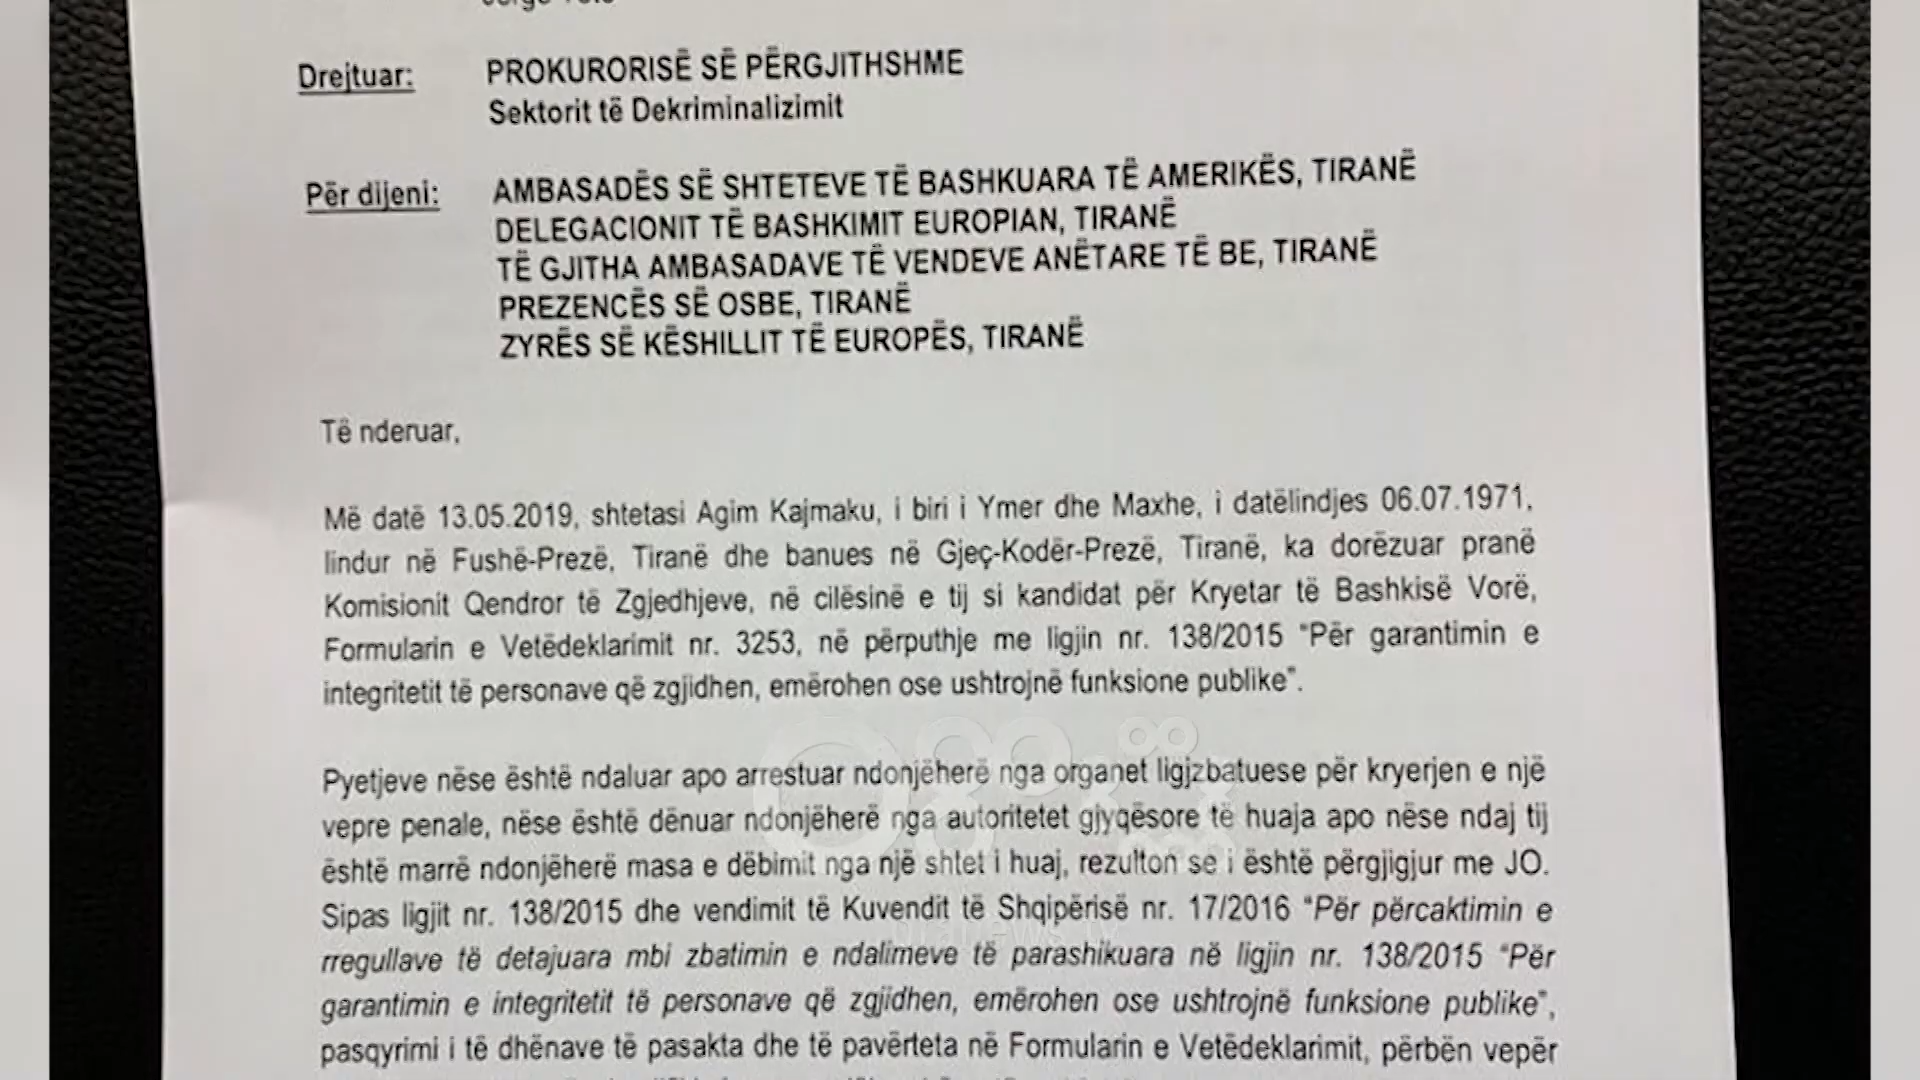 Drejtuar: PROKURORISË SË PËRGJITHSHME
Sektorit të Dekriminalizimit
Për dijeni: AMBASADËS SË SHTETEVE TË BASHKUARA TË AMERIKËS, TIRANË
DELEGACIONIT TË BASHKIMIT EUROPIAN, TIRANË
TË GJITHA AMBASADAVE TË VENDEVE ANËTARE TË BE, TIRANË
PREZENCËS SË OSBE, TIRANË
ZYRËS SË KËSHILLIT TË EUROPËS, TIRANË
Të nderuar,
Më datë 13.05.2019, shtetasi Agim Kajmaku, i biri i Ymer dhe Maxhe, i datëlindjes 06.07.1971,
lindur në Fushë-Prezë, Tiranë dhe banues në Gjeç-Kodër-Prezë, Tiranë, ka dorëzuar pranë
Komisionit Qendror të Zgjedhjeve, në cilësinë e tij si kandidat për Kryetar të Bashkisë Vorë,
Formularin e Vetëdeklarimit nr. 3253, në përputhje me ligjin nr. 138/2015 “Për garantimin e
integritetit të personave që zgjidhen, emërohen ose ushtrojnë funksione publike”.
Pyetjeve nëse është ndaluar apo arrestuar ndonjëherë nga organet ligjzbatuese për kryerjen e një
vepre penale, nëse është dënuar ndonjëherë nga autoritetet gjyqësore të huaja apo nëse ndaj tij
është marrë ndonjëherë masa e dëbimit nga një shtet i huaj, rezulton se i është përgjigjur me JO.
Sipas ligjit nr. 138/2015 dhe vendimit të Kuvendit të Shqipërisë nr. 17/2016 “Për përcaktimin e
rregullave të detajuara mbi zbatimin e ndalimeve të parashikuara në ligjin nr. 138/2015 “Për
garantimin e integritetit të personave që zgjidhen, emërohen ose ushtrojnë funksione publike”,
pasqyrimi i të dhënave të pasakta dhe të pavërteta në Formularin e Vetëdeklarimit, përbën vepër